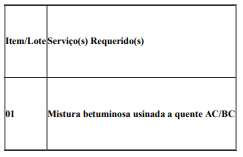 Item/Lote Serviço(s) Requerido(s)
01 Mistura betuminosa usinada a quente AC/BC